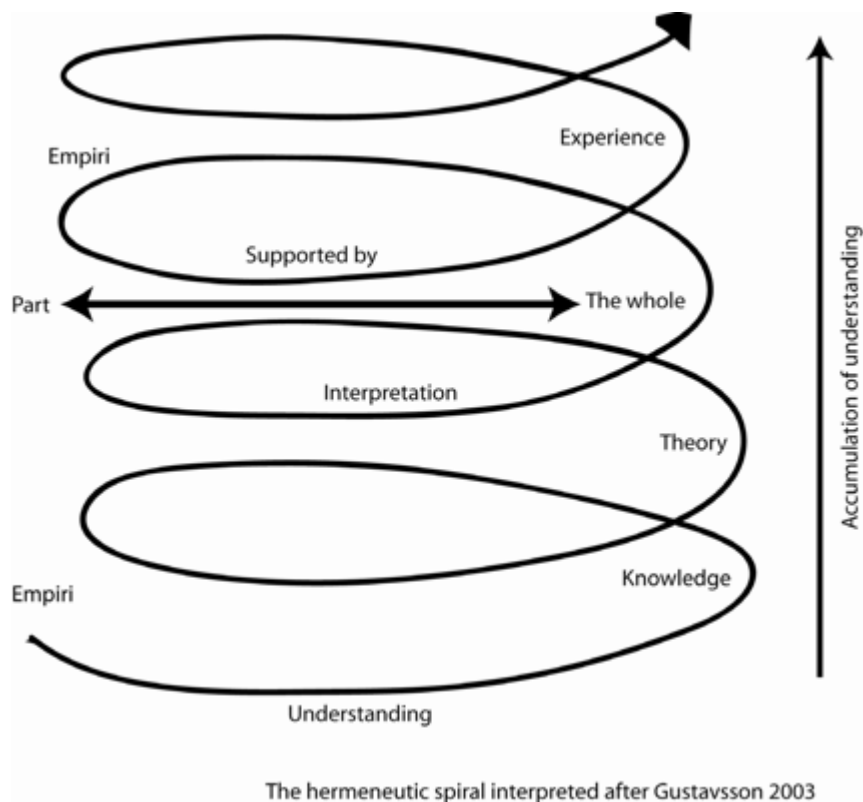 Experience
Empiri
Supported by
Part
The whole
Interpretation
Theory
Knowledge
Empiri
Understanding
Accumulation of understanding
The hermeneutic spiral interpreted after Gustavsson 2003